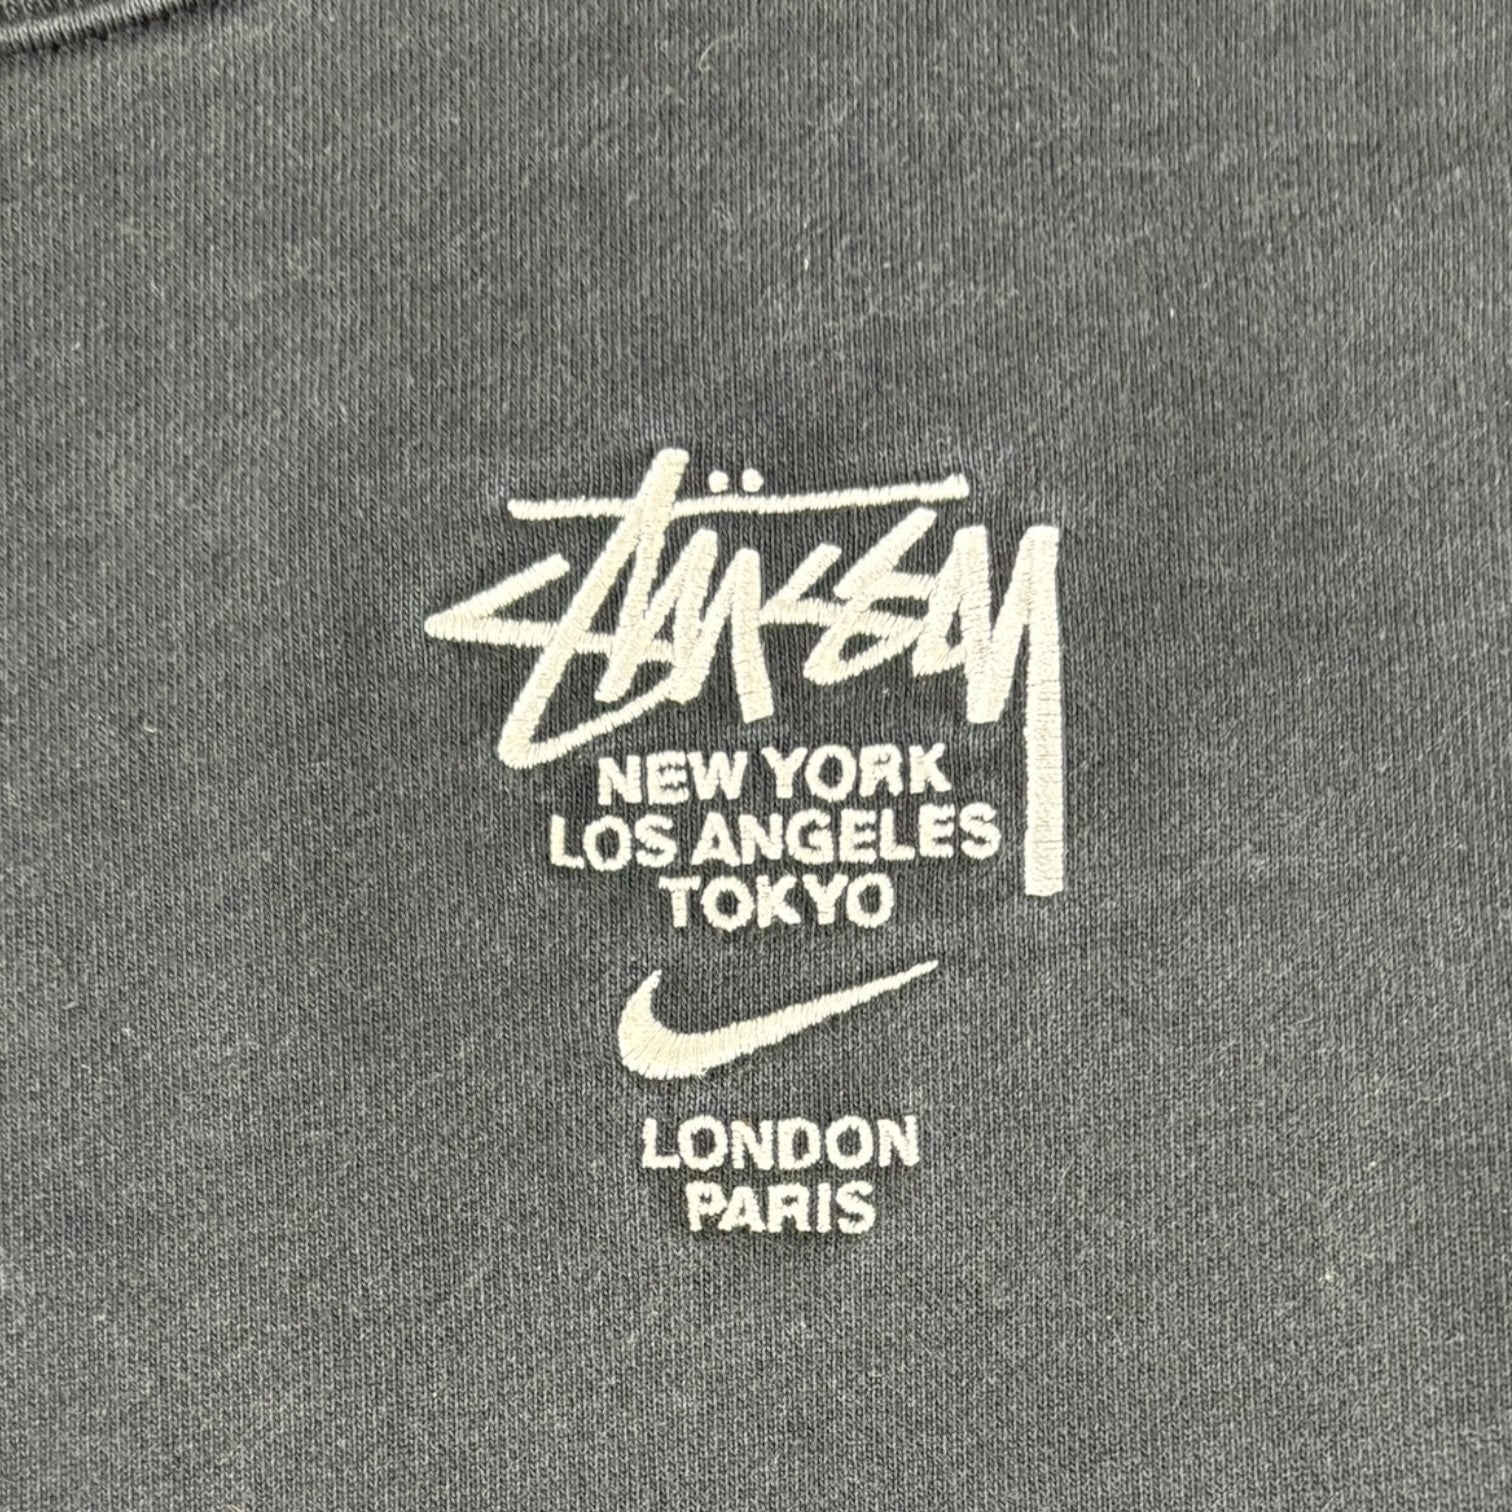 Stüssy
NEW YORK
LOS ANGELES
TOKYO
LONDON
PARIS